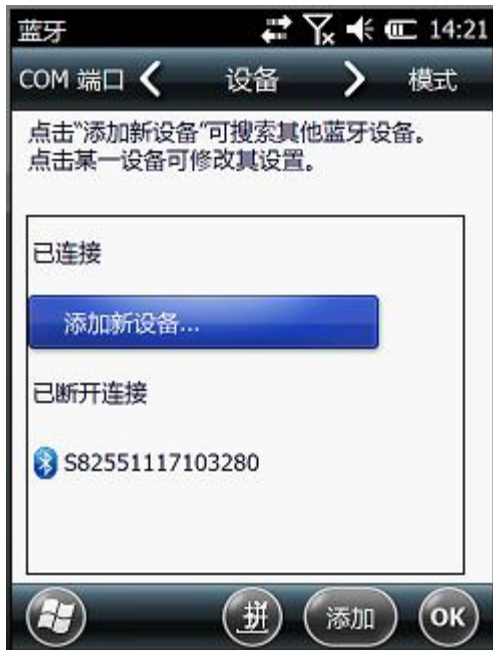 蓝牙 14:21
COM 端口 设备 模式
点击"添加新设备"可搜索其他蓝牙设备。
点击某一设备可修改其设置。
已连接
添加新设备...
已断开连接
S82551117103280
拼 添加 OK